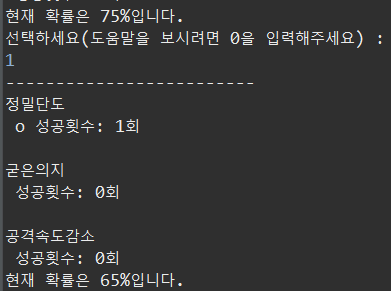 현재 확률은 75%입니다.
선택하세요(도움말을 보시려면 0을 입력해주세요) :
1
-------------------------
정밀단도
o 성공횟수: 1회
굳은의지
성공횟수: 0회
공격속도감소
성공횟수: 0회
현재 확률은 65%입니다.